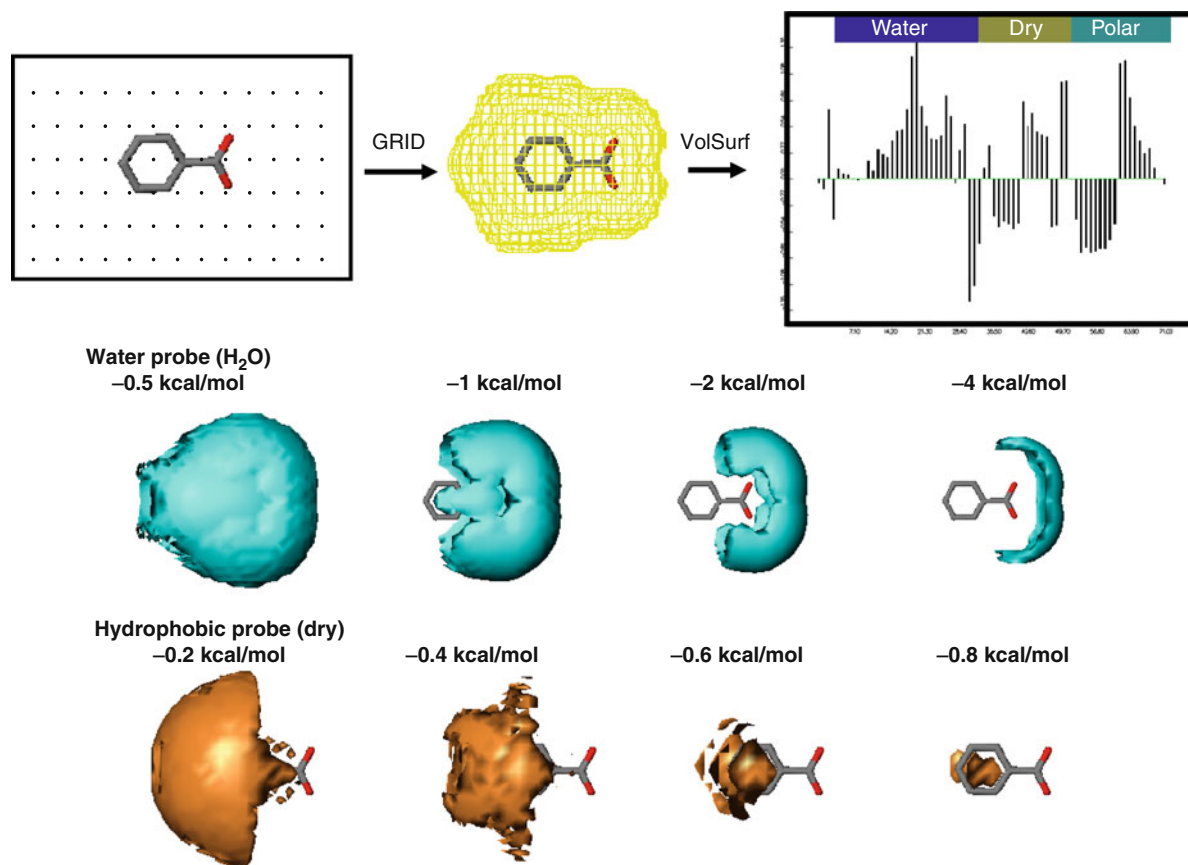 Water Dry Polar
GRID
VolSurf
7.10 14.20 21.30 28.40 35.50 42.60 49.70 56.80 63.90 71.00
Water probe (H₂O)
–0.5 kcal/mol –1 kcal/mol –2 kcal/mol –4 kcal/mol
Hydrophobic probe (dry)
–0.2 kcal/mol –0.4 kcal/mol –0.6 kcal/mol –0.8 kcal/mol